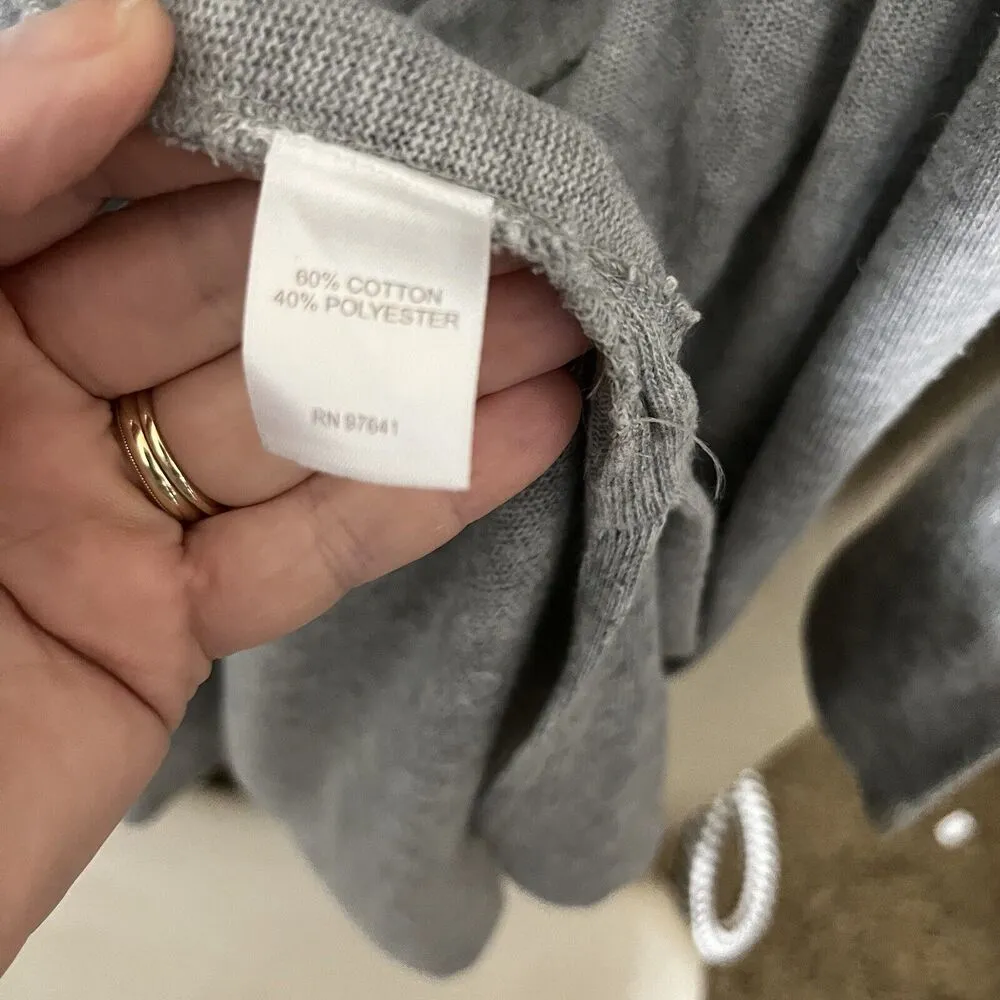 60% COTTON
40% POLYESTER
RN 97641